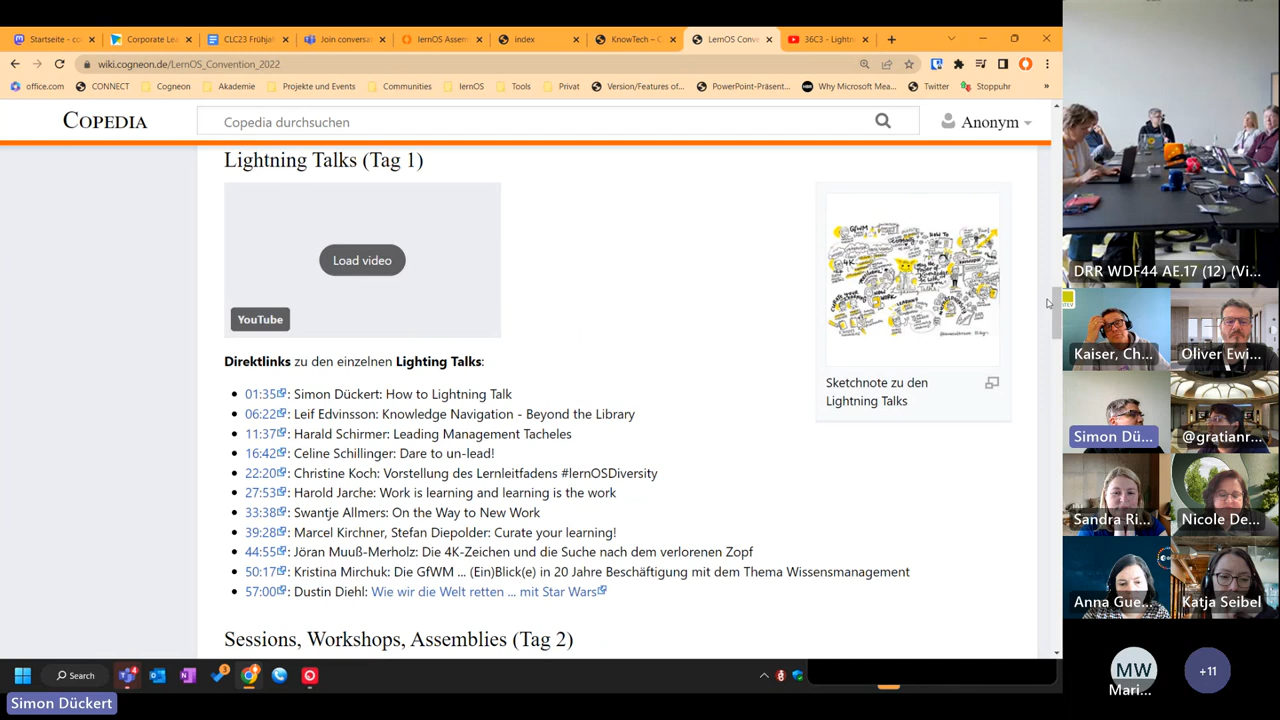 Startseite - co
Corporate Lea
CLC23 Frühjah
Join conversat
lernOS Assem
index
KnowTech – C
LernOS Conve
36C3 - Lightn
wiki.cogneon.de/LernOS_Convention_2022
office.com
CONNECT
Cogneon
Akademie
Projekte und Events
Communities
lernOS
Tools
Privat
Version/Features of...
PowerPoint-Präsent...
Why Microsoft Mea...
Twitter
Stoppuhr
»
COPEDIA
Copedia durchsuchen
Anonym
Lightning Talks (Tag 1)
Load video
YouTube
Sketchnote zu den
Lightning Talks
Direktlinks zu den einzelnen Lighting Talks:
01:35: Simon Dückert: How to Lightning Talk
06:22: Leif Edvinsson: Knowledge Navigation - Beyond the Library
11:37: Harald Schirmer: Leading Management Tacheles
16:42: Celine Schillinger: Dare to un-lead!
22:20: Christine Koch: Vorstellung des Lernleitfadens #lernOSDiversity
27:53: Harold Jarche: Work is learning and learning is the work
33:38: Swantje Allmers: On the Way to New Work
39:28: Marcel Kirchner, Stefan Diepolder: Curate your learning!
44:55: Jöran Muuß-Merholz: Die 4K-Zeichen und die Suche nach dem verlorenen Zopf
50:17: Kristina Mirchuk: Die GfWM ... (Ein)Blick(e) in 20 Jahre Beschäftigung mit dem Thema Wissensmanagement
57:00: Dustin Diehl: Wie wir die Welt retten ... mit Star Wars
Sessions, Workshops, Assemblies (Tag 2)
Search
Simon Dückert
DRR WDF44 AE.17 (12) (Vi...
Kaiser, Ch...
Oliver Ewi...
Simon Dü...
@gratianr...
Sandra Ri...
Nicole De...
Anna Gue...
Katja Seibel
MW
Mari...
+11